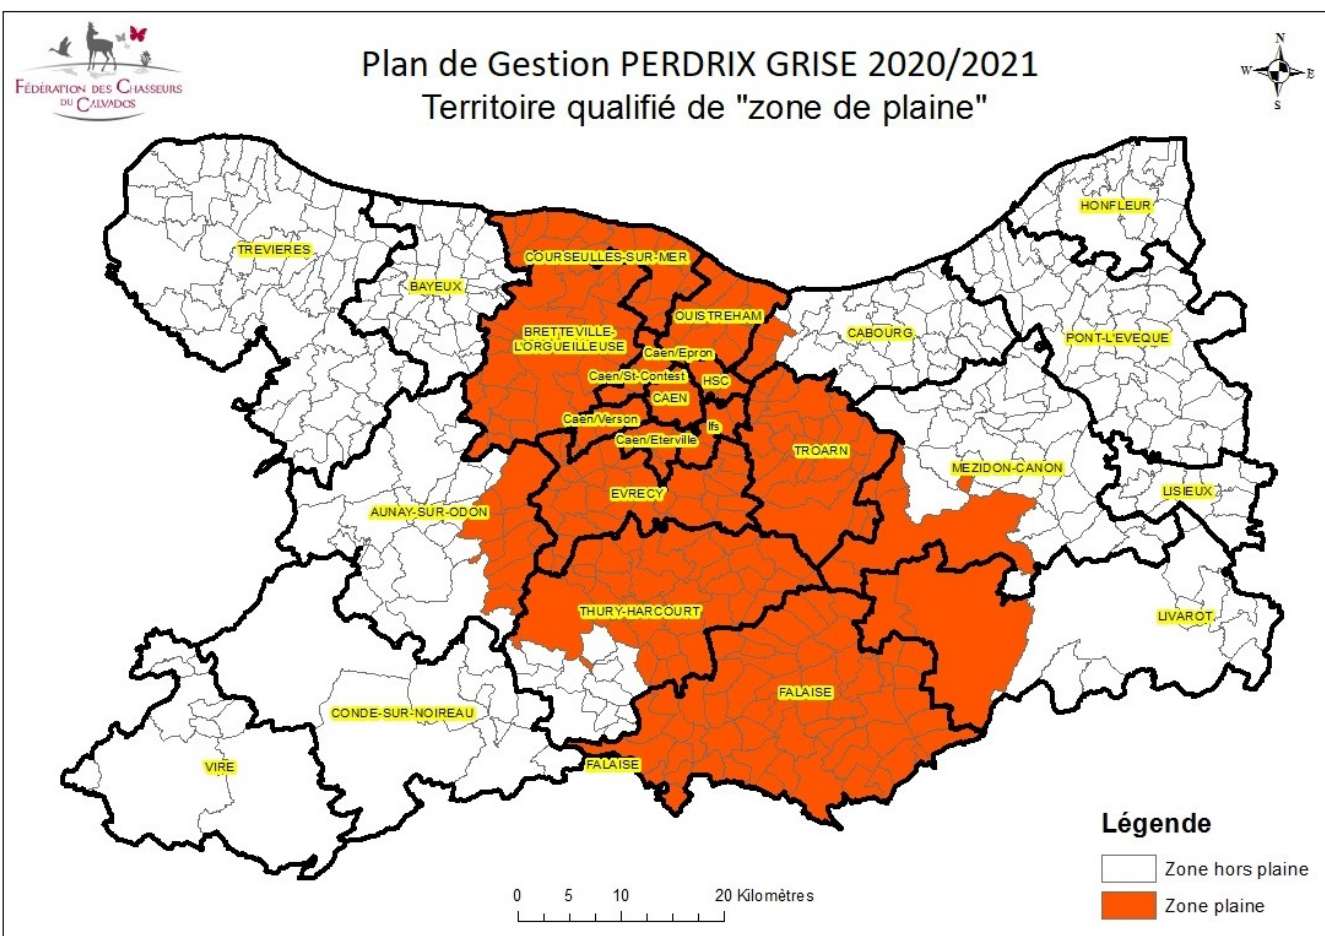 FÉDÉRATION DES CHASSEURS
DU CALVADOS
Plan de Gestion PERDRIX GRISE 2020/2021
Territoire qualifié de "zone de plaine"
N
W
E
S
HONFLEUR
TREVIERES
COURSEULLES-SUR-MER
BAYEUX
OUISTREHAM
BRETTEVILLE-
L'ORGUEILLEUSE
CABOURG
PONT-L'EVEQUE
Caen/Epron
Caen/St-Contest
HSC
CAEN
Caen/Verson
Ifs
Caen/Eterville
TROARN
MEZIDON-CANON
EVRECY
LISIEUX
AUNAY-SUR-ODON
THURY-HARCOURT
LIVAROT
FALAISE
CONDE-SUR-NOIREAU
VIRE
FALAISE
Légende
Zone hors plaine
Zone plaine
0 5 10 20 Kilomètres